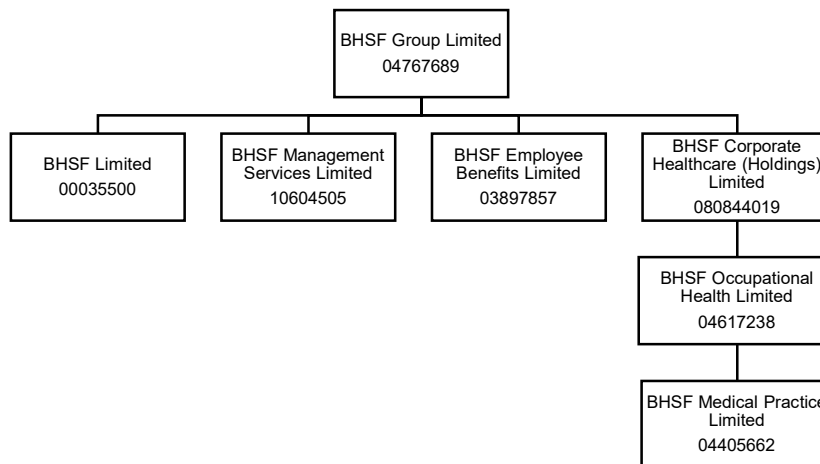 BHSF Group Limited
04767689
BHSF Limited
00035500
BHSF Management
Services Limited
10604505
BHSF Employee
Benefits Limited
03897857
BHSF Corporate
Healthcare (Holdings)
Limited
080844019
BHSF Occupational
Health Limited
04617238
BHSF Medical Practice
Limited
04405662